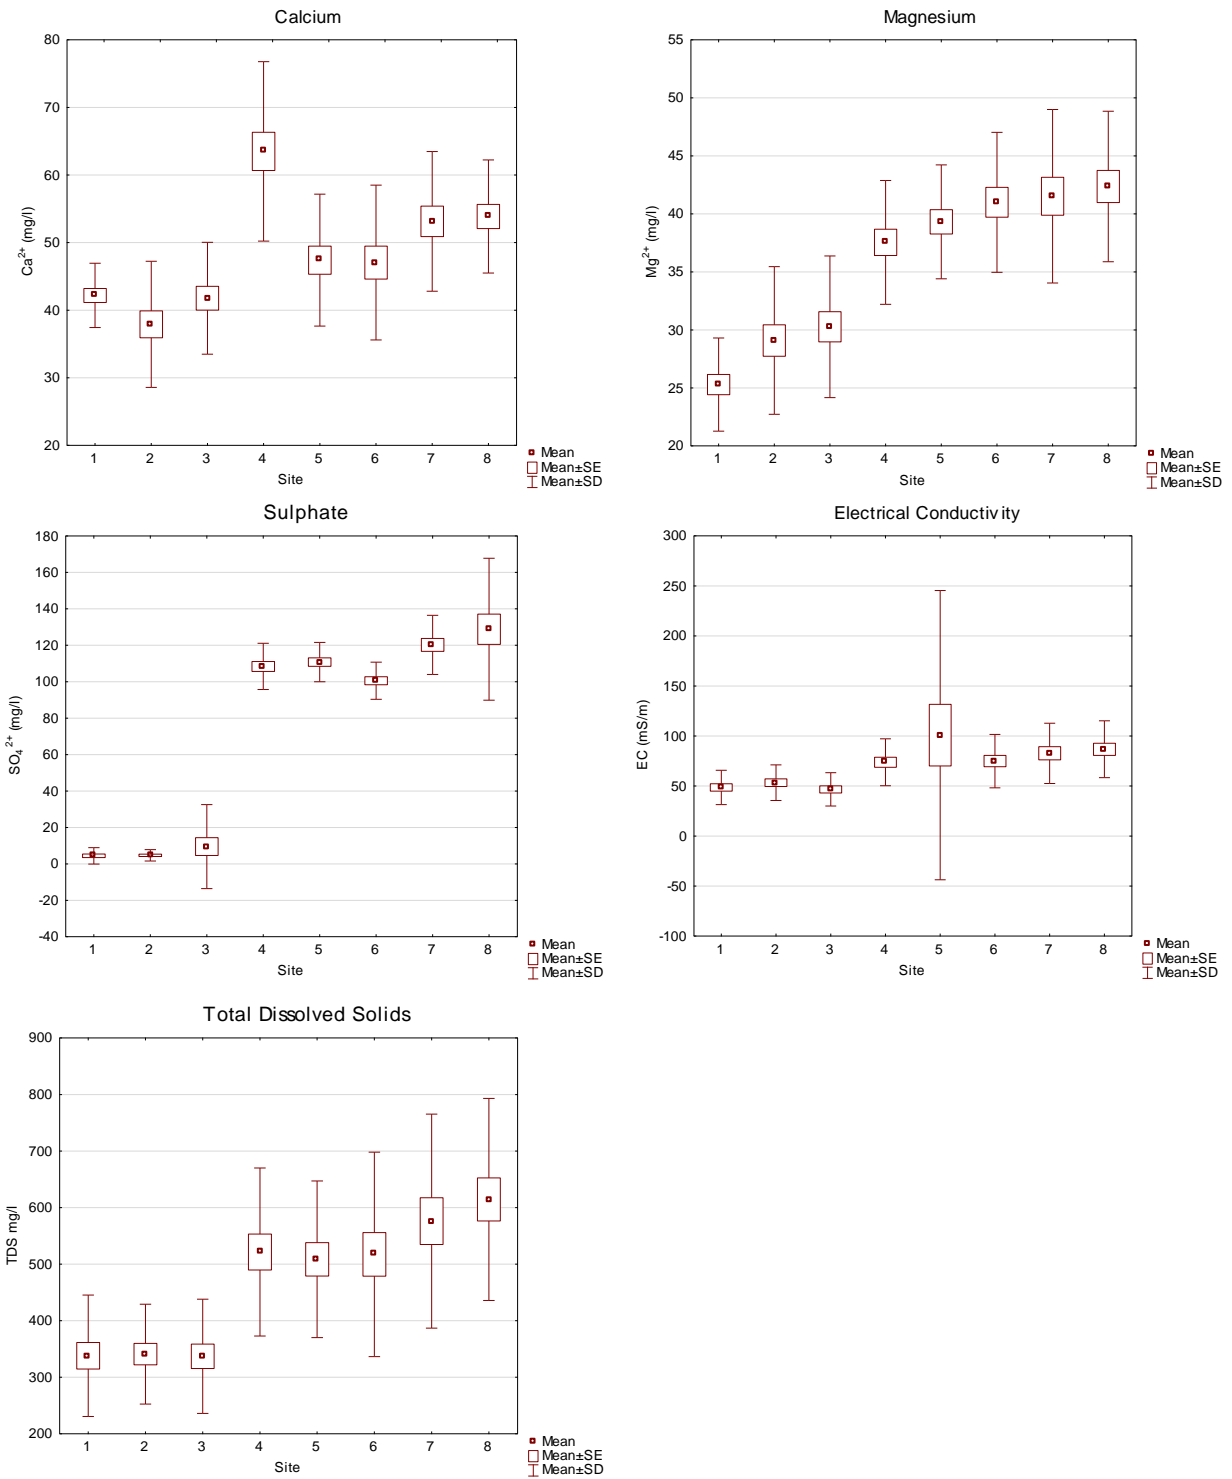 Calcium
80
70
60
50
40
30
20
Ca2+ (mg/l)
1 2 3 4 5 6 7 8
Site
Mean
Mean±SE
Mean±SD
Magnesium
55
50
45
40
35
30
25
20
Mg2+ (mg/l)
1 2 3 4 5 6 7 8
Site
Mean
Mean±SE
Mean±SD
Sulphate
180
160
140
120
100
80
60
40
20
0
-20
-40
SO4 2+ (mg/l)
1 2 3 4 5 6 7 8
Site
Mean
Mean±SE
Mean±SD
Electrical Conductivity
300
250
200
150
100
50
0
-50
-100
EC (mS/m)
1 2 3 4 5 6 7 8
Site
Mean
Mean±SE
Mean±SD
Total Dissolved Solids
900
800
700
600
500
400
300
200
TDS mg/l
1 2 3 4 5 6 7 8
Site
Mean
Mean±SE
Mean±SD